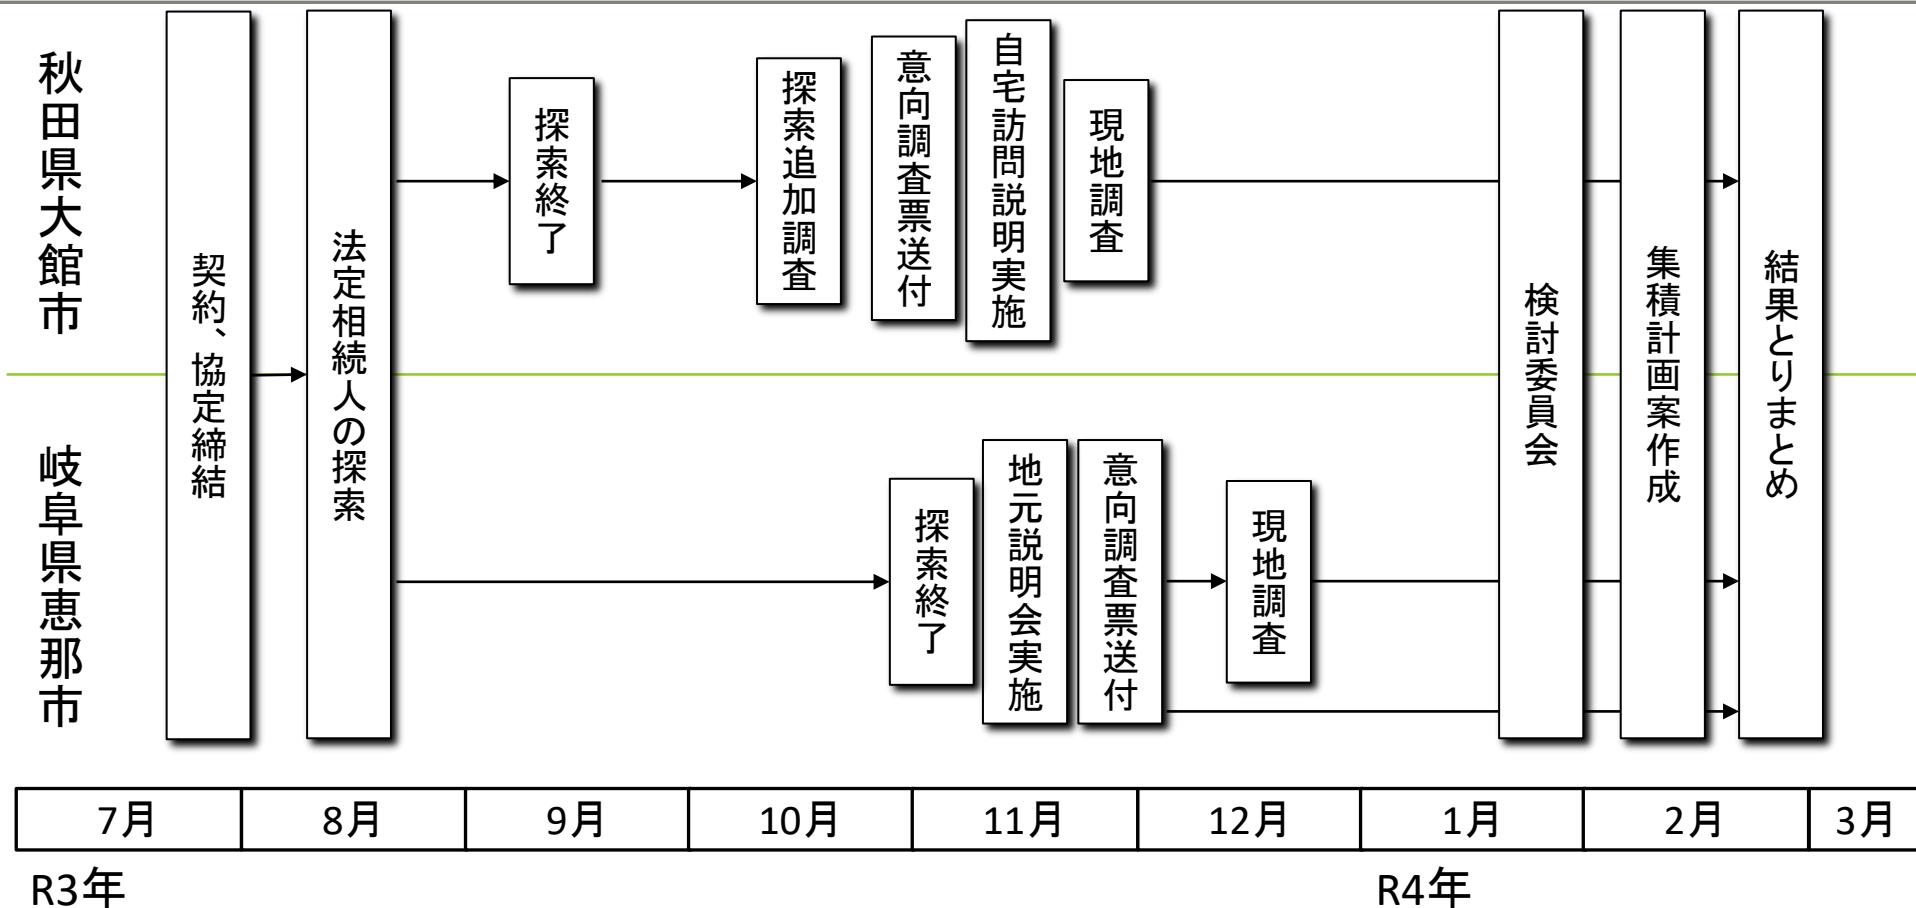 秋田県大館市
契約、協定締結
法定相続人の探索
探索終了
探索追加調査
意向調査票送付
自宅訪問説明実施
現地調査
検討委員会
集積計画案作成
結果とりまとめ
岐阜県恵那市
探索終了
地元説明会実施
意向調査票送付
現地調査
7月
8月
9月
10月
11月
12月
1月
2月
3月
R3年
R4年